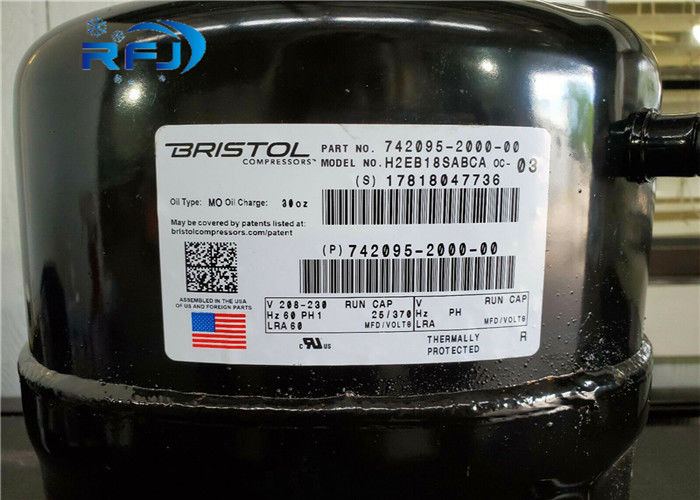 RFJ
BRISTOL
COMPRESSORS™
PART NO. 742095-2000-00
MODEL NO. H2EB18SABCA OC- 03
(S) 17818047736
Oil Type: MO Oil Charge: 30oz
May be covered by patents listed at:
bristolcompressors.com/patent
(P) 742095-2000-00
ASSEMBLED IN THE USA
OF US AND FOREIGN PARTS
V 208-230 RUN CAP
Hz 60 PH 1 25/370
LRA 60 MFD/VOLTS
V RUN CAP
Hz PH
LRA MFD/VOLTS
THERMALLY
PROTECTED
R
c RU us